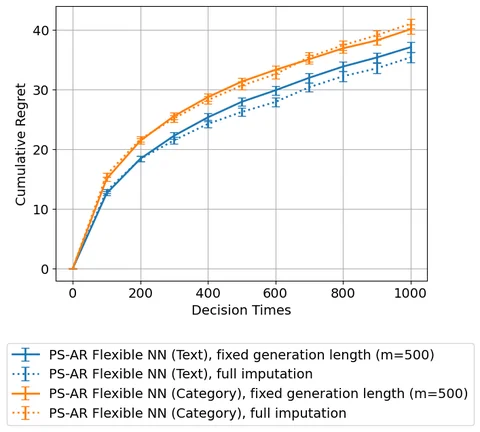 40
30
20
10
0
Cumulative Regret
0 200 400 600 800 1000
Decision Times
PS-AR Flexible NN (Text), fixed generation length (m=500)
PS-AR Flexible NN (Text), full imputation
PS-AR Flexible NN (Category), fixed generation length (m=500)
PS-AR Flexible NN (Category), full imputation